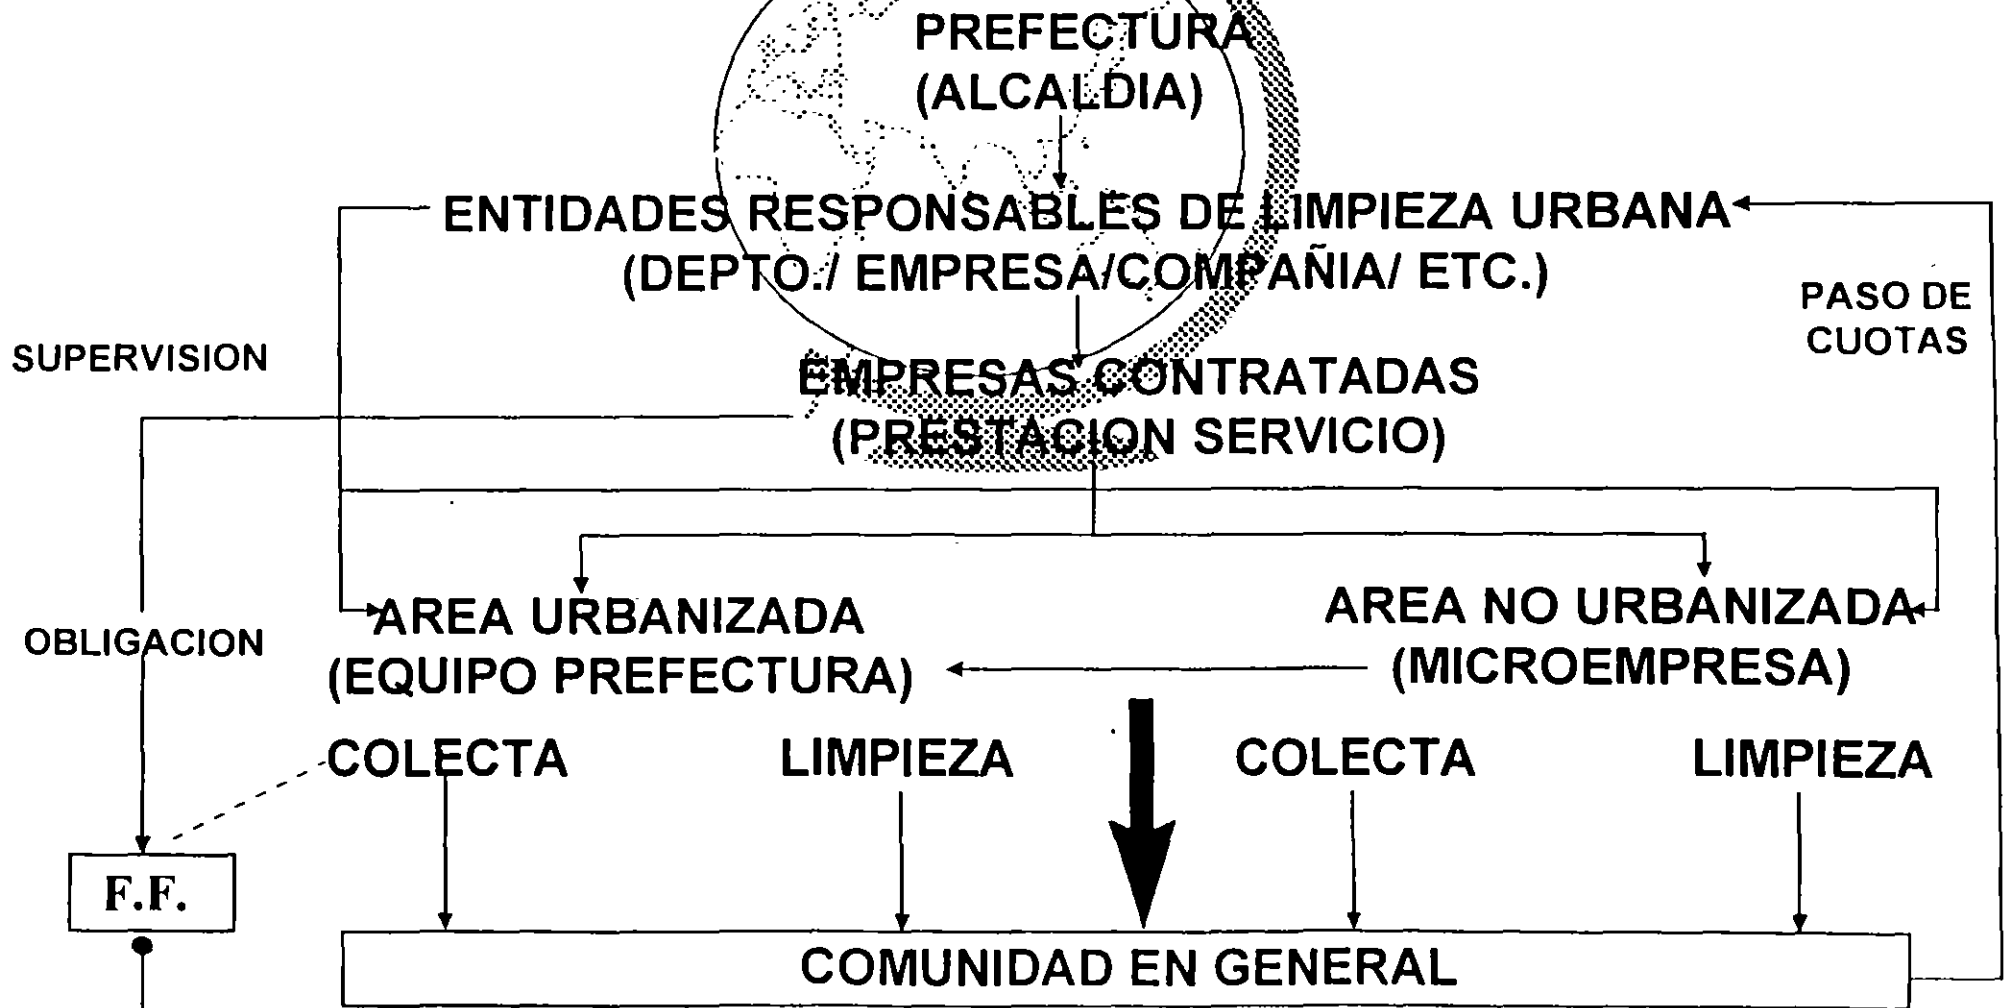 PREFECTURA
(ALCALDIA)
ENTIDADES RESPONSABLES DE LIMPIEZA URBANA
(DEPTO./ EMPRESA/COMPAÑIA/ ETC.)
PASO DE
CUOTAS
SUPERVISION
EMPRESAS CONTRATADAS
(PRESTACION SERVICIO)
OBLIGACION
AREA URBANIZADA
(EQUIPO PREFECTURA)
AREA NO URBANIZADA
(MICROEMPRESA)
COLECTA LIMPIEZA COLECTA LIMPIEZA
F.F.
COMUNIDAD EN GENERAL